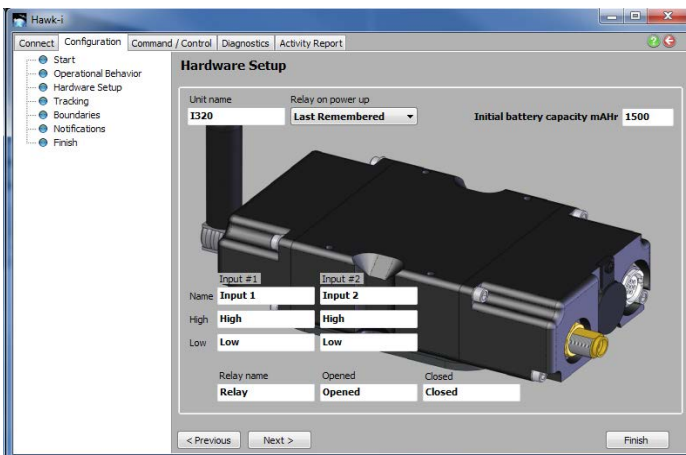 Hawk-i
Connect Configuration Command / Control Diagnostics Activity Report
Start
Operational Behavior
Hardware Setup
Tracking
Boundaries
Notifications
Finish
Hardware Setup
Unit name Relay on power up
I320 Last Remembered Initial battery capacity mAHr 1500
Input #1 Input #2
Name Input 1 Input 2
High High High
Low Low Low
Relay name Opened Closed
Relay Opened Closed
< Previous Next > Finish